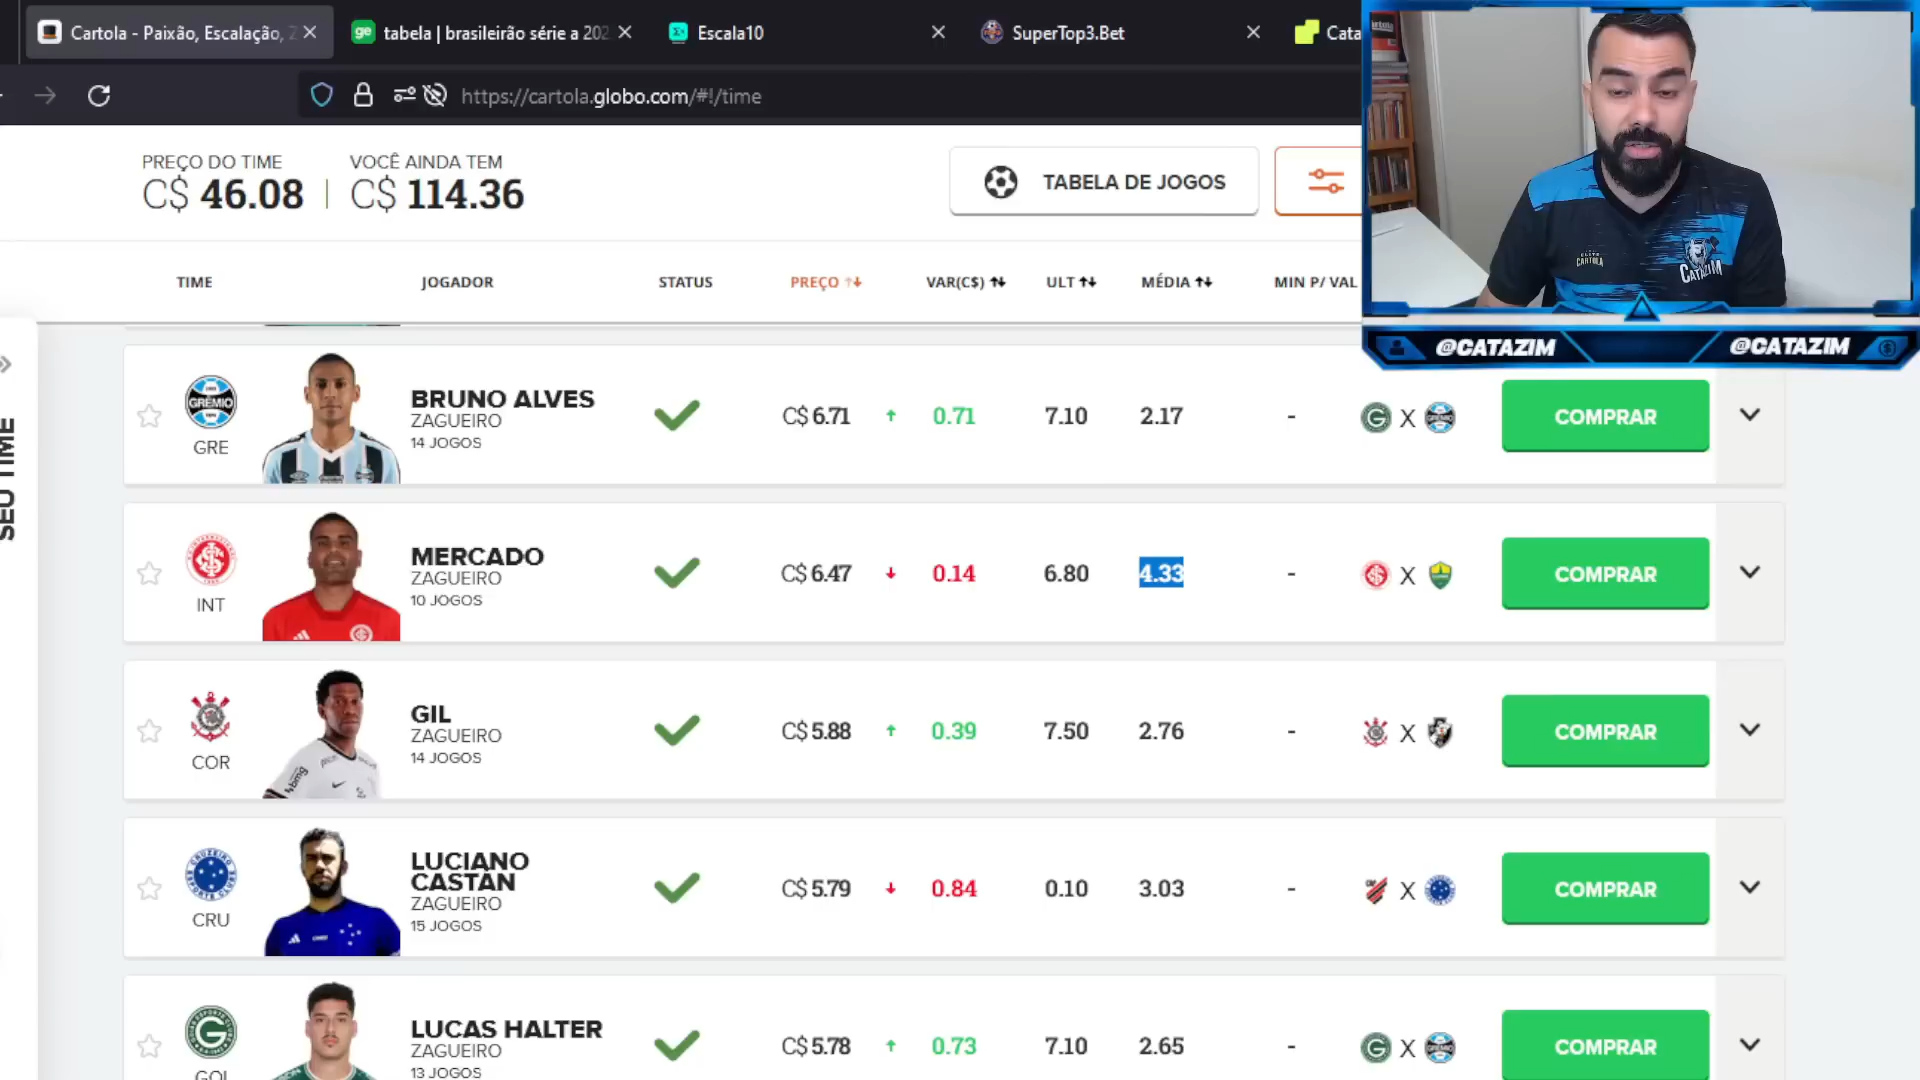 Cartola - Paixão, Escalação, Z
ge tabela | brasileirão série a 202
Escala10
SuperTop3.Bet
Cata
https://cartola.globo.com/#!/time
PREÇO DO TIME
C$ 46.08
VOCÊ AINDA TEM
C$ 114.36
TABELA DE JOGOS
TIME JOGADOR STATUS PREÇO VAR(C$) ULT MÉDIA MIN P/ VAL
CARTOLA
CATAZIM
@CATAZIM @CATAZIM
SEU TIME
GREMIO
GRE
BRUNO ALVES
ZAGUEIRO
14 JOGOS
C$ 6.71 0.71 7.10 2.17 - X COMPRAR
INT
MERCADO
ZAGUEIRO
10 JOGOS
C$ 6.47 0.14 6.80 4.33 - X COMPRAR
COR
GIL
ZAGUEIRO
14 JOGOS
C$ 5.88 0.39 7.50 2.76 - X COMPRAR
CRU
LUCIANO
CASTÁN
ZAGUEIRO
15 JOGOS
C$ 5.79 0.84 0.10 3.03 - X COMPRAR
GOI
LUCAS HALTER
ZAGUEIRO
13 JOGOS
C$ 5.78 0.73 7.10 2.65 - X COMPRAR